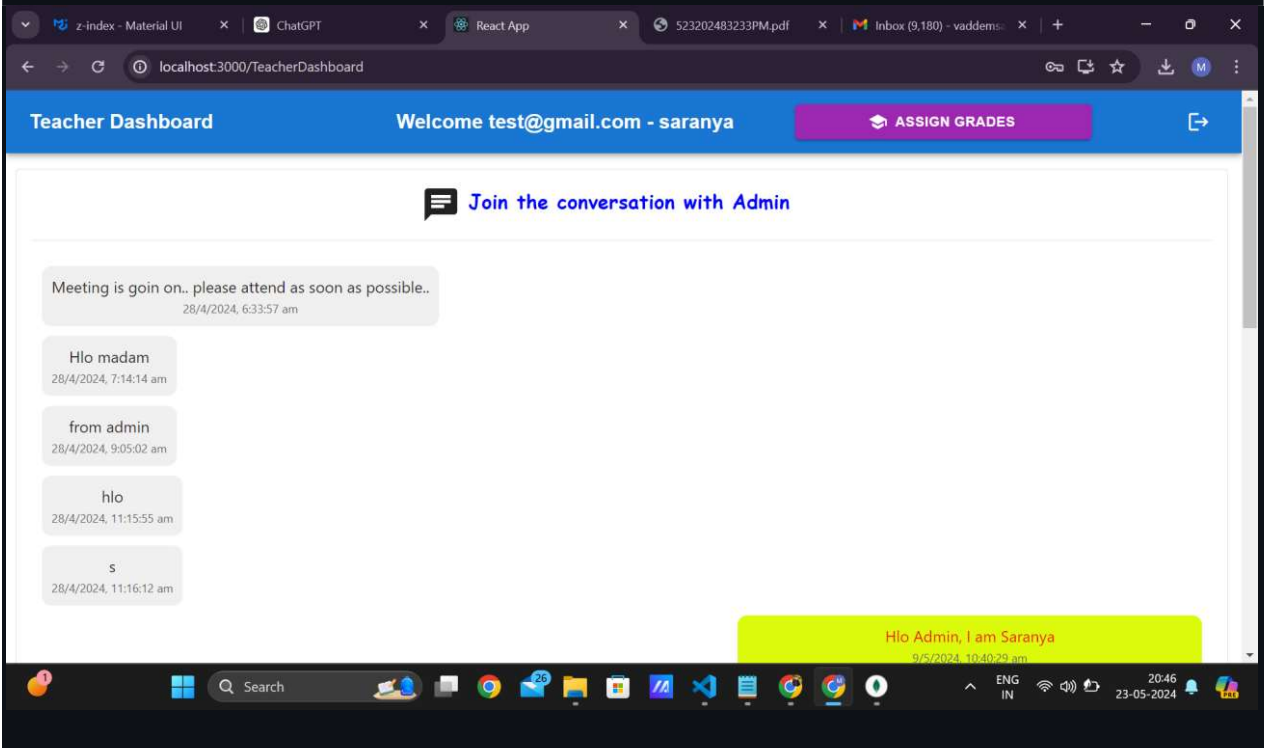 z-index - Material UI
ChatGPT
React App
523202483233PM.pdf
Inbox (9,180) - vaddems
localhost:3000/TeacherDashboard
M
Teacher Dashboard
Welcome test@gmail.com - saranya
ASSIGN GRADES
Join the conversation with Admin
Meeting is goin on.. please attend as soon as possible..
28/4/2024, 6:33:57 am
Hlo madam
28/4/2024, 7:14:14 am
from admin
28/4/2024, 9:05:02 am
hlo
28/4/2024, 11:15:55 am
s
28/4/2024, 11:16:12 am
Hlo Admin, I am Saranya
9/5/2024, 10:40:29 am
1
Search
26
ENG
IN
20:46
23-05-2024
PRE